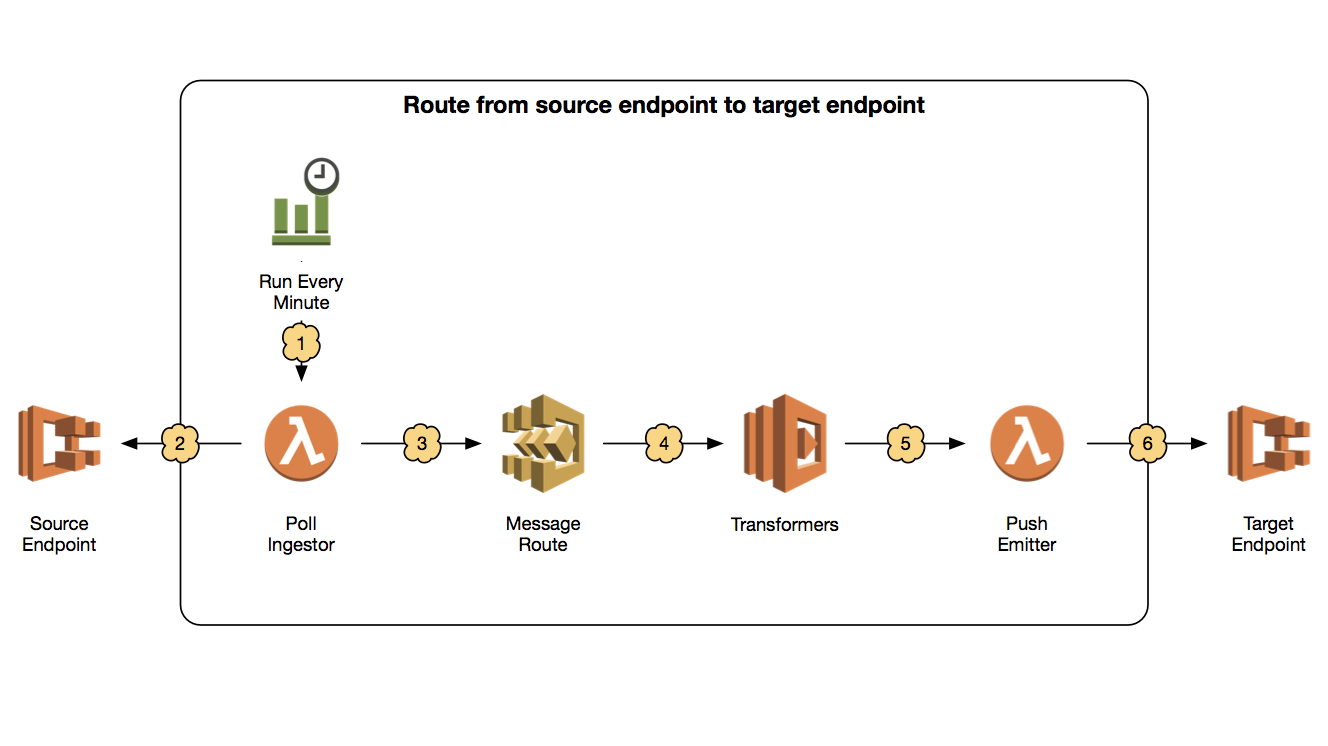 Route from source endpoint to target endpoint
Run Every
Minute
1
2
3
4
5
6
Source
Endpoint
Poll
Ingestor
Message
Route
Transformers
Push
Emitter
Target
Endpoint